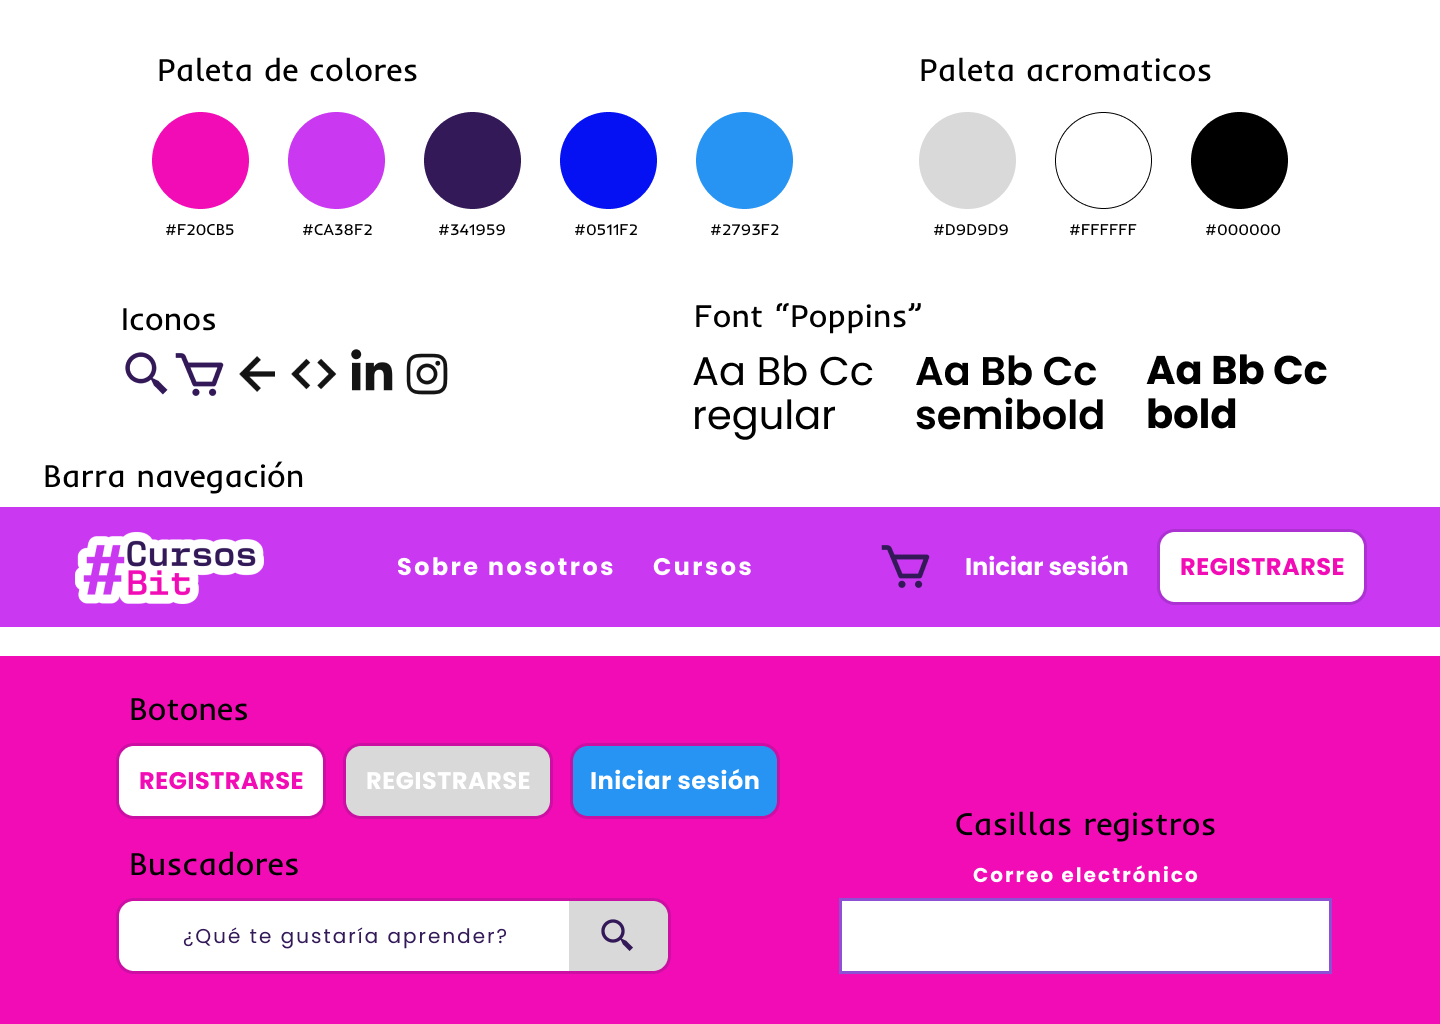 Paleta de colores
Paleta acromaticos
#F20CB5
#CA38F2
#341959
#0511F2
#2793F2
#D9D9D9
#FFFFFF
#000000
Iconos
Font “Poppins”
in
Aa Bb Cc
regular
Aa Bb Cc
semibold
Aa Bb Cc
bold
Barra navegación
#Cursos
Bit
Sobre nosotros
Cursos
Iniciar sesión
REGISTRARSE
Botones
REGISTRARSE
REGISTRARSE
Iniciar sesión
Casillas registros
Buscadores
Correo electrónico
¿Qué te gustaría aprender?